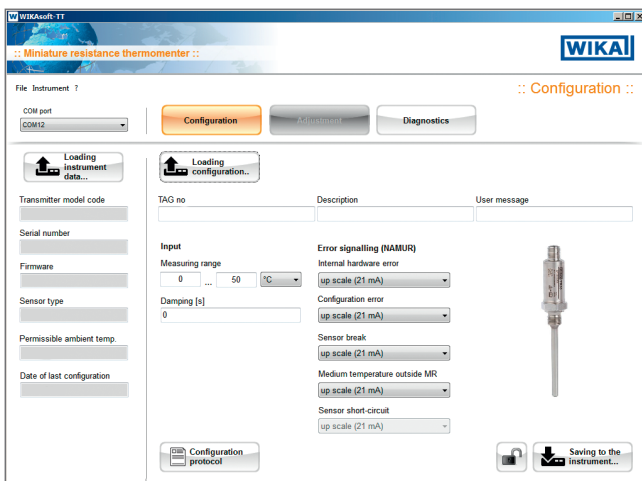 WIKAsoft-TT
:: Miniature resistance thermomenter ::
WIKAI
File Instrument ?
:: Configuration ::
COM port
COM12
Configuration
Adjustment
Diagnostics
Loading
instrument
data...
Loading
configuration..
Transmitter model code
TAG no
Description
User message
Serial number
Firmware
Sensor type
Permissible ambient temp.
Date of last configuration
Input
Measuring range
0 ... 50 °C
Damping [s]
0
Error signalling (NAMUR)
Internal hardware error
up scale (21 mA)
Configuration error
up scale (21 mA)
Sensor break
up scale (21 mA)
Medium temperature outside MR
up scale (21 mA)
Sensor short-circuit
up scale (21 mA)
Configuration
protocol
Saving to the
instrument...